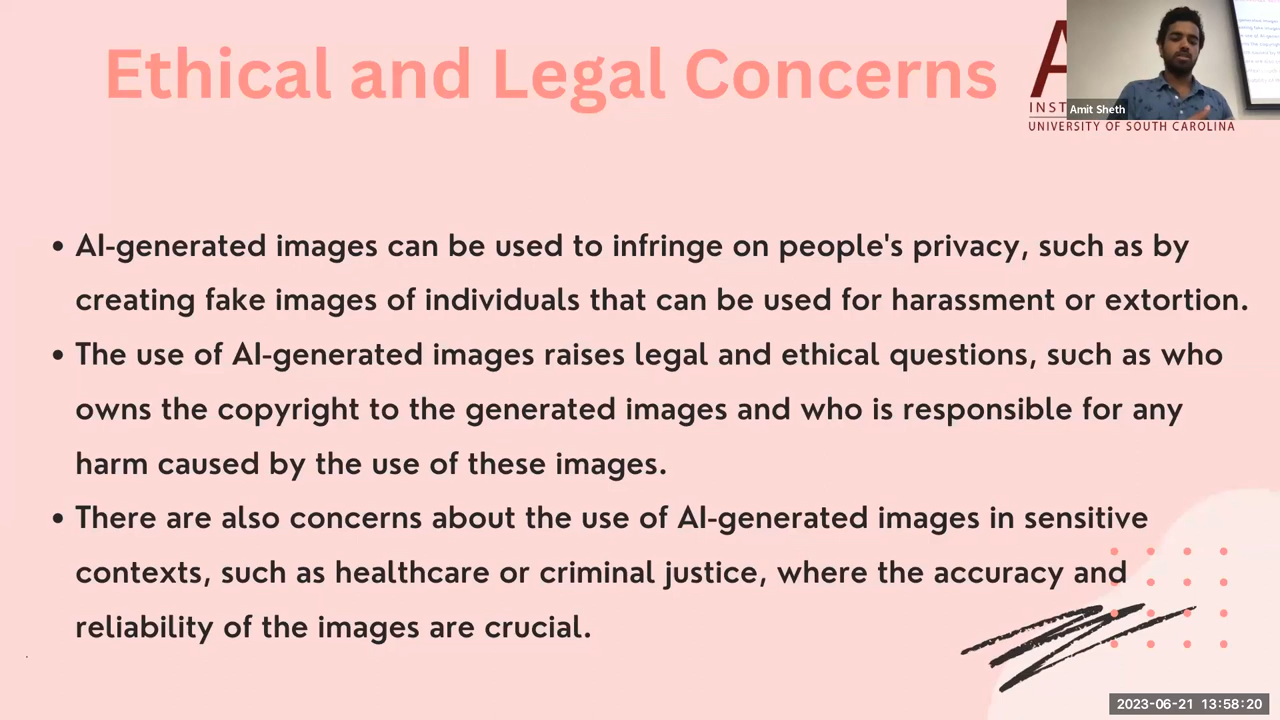 Ethical and Legal Concerns
A
INST
UNIVERSITY OF SOUTH CAROLINA
Amit Sheth
• AI-generated images can be used to infringe on people's privacy, such as by
creating fake images of individuals that can be used for harassment or extortion.
• The use of AI-generated images raises legal and ethical questions, such as who
owns the copyright to the generated images and who is responsible for any
harm caused by the use of these images.
• There are also concerns about the use of AI-generated images in sensitive
contexts, such as healthcare or criminal justice, where the accuracy and
reliability of the images are crucial.
2023-06-21 13:58:20